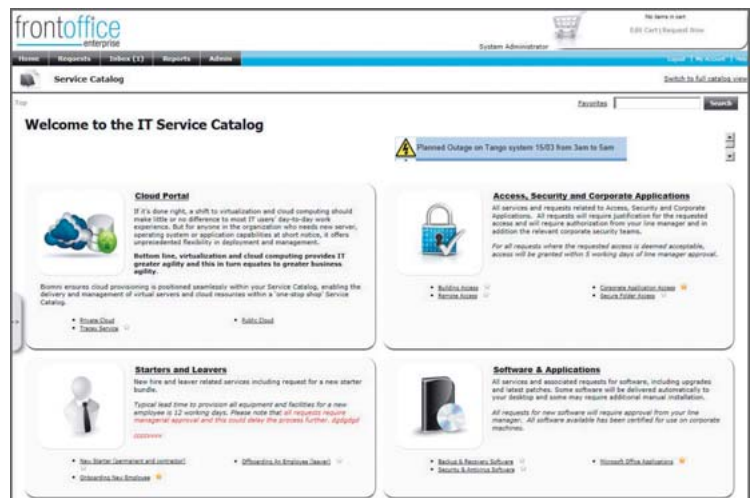 frontoffice
enterprise
No items in cart
Edit Cart | Request Now
System Administrator
Home Requests Inbox (1) Reports Admin
Logout | My Account | Help
Service Catalog
Switch to full catalog view
Top
Favorites
Search
Welcome to the IT Service Catalog
Planned Outage on Tango system 15/03 from 3am to 5am
Cloud Portal
If it's done right, a shift to virtualization and cloud computing should
make little or no difference to most IT users' day-to-day work
experience. But for anyone in the organization who needs new server,
operating system or application capabilities at short notice, it offers
unprecedented flexibility in deployment and management.
Bottom line, virtualization and cloud computing provides IT
greater agility and this in turn equates to greater business
agility.
Biomni ensures cloud provisioning is positioned seamlessly within your Service Catalog, enabling the
delivery and management of virtual servers and cloud resources within a 'one-stop shop' Service
Catalog.
Private Cloud
Public Cloud
Service
Access, Security and Corporate Applications
All services and requests related to Access, Security and Corporate
Applications. All requests will require justification for the requested
access and will require authorization from your line manager and in
addition the relevant corporate security teams.
For all requests where the requested access is deemed acceptable,
access will be granted within 5 working days of line manager approval.
Building Access
Corporate Application Access
Remote Access
Secure Folder Access
Starters and Leavers
New hire and leaver related services including request for a new starter
bundle.
Typical lead time to provision all equipment and facilities for a new
employee is 12 working days. Please note that all requests require
managerial approval and this could delay the process further. dgdgdgd
New Starter (permanent and contractor)
Offboarding An Employee (leaver)
Onboarding New Employee
Software & Applications
All services and associated requests for software, including upgrades
and latest patches. Some software will be delivered automatically to
your desktop and some may require additional manual installation.
All requests for new software will require approval from your line
manager. All software available has been certified for use on corporate
machines.
Backup & Recovery Software
Microsoft Office Applications
Security & Antivirus Software